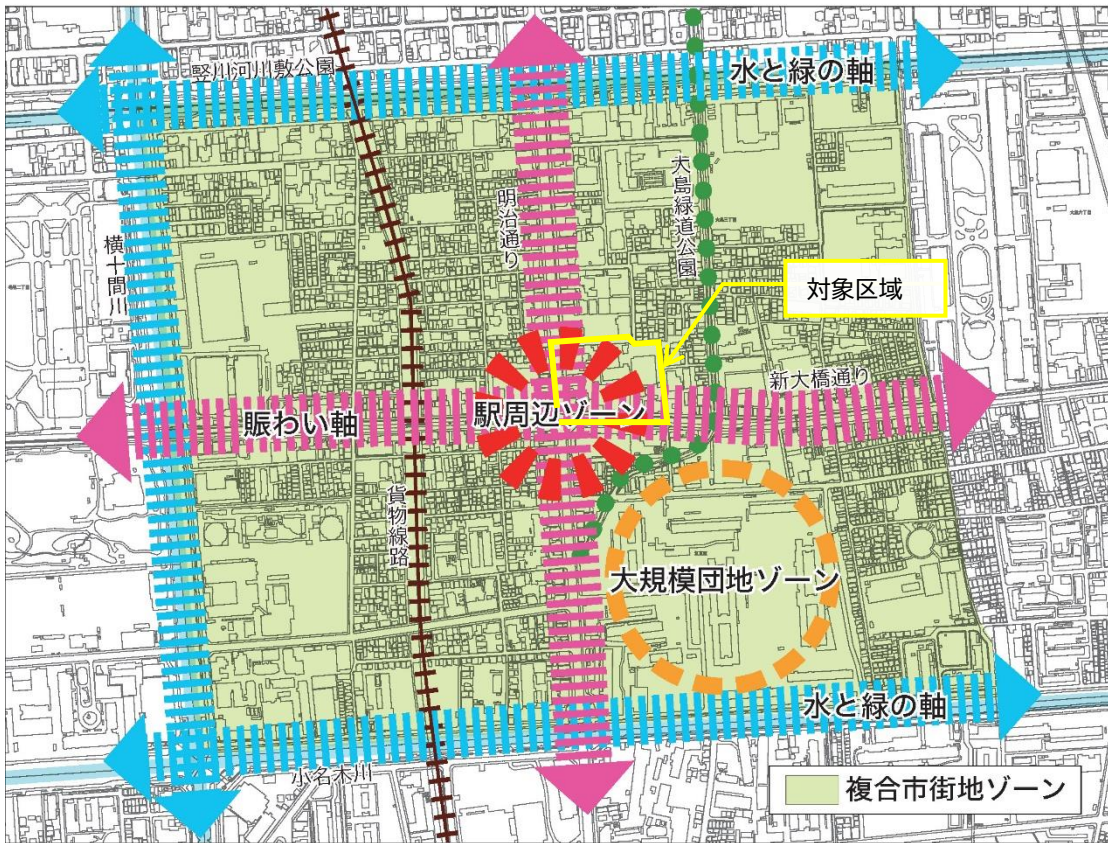 竪川河川敷公園
水と緑の軸
横十間川
明治通り
大島緑道公園
対象区域
新大橋通り
賑わい軸
駅周辺ゾーン
貨物線路
大規模団地ゾーン
水と緑の軸
小名木川
複合市街地ゾーン